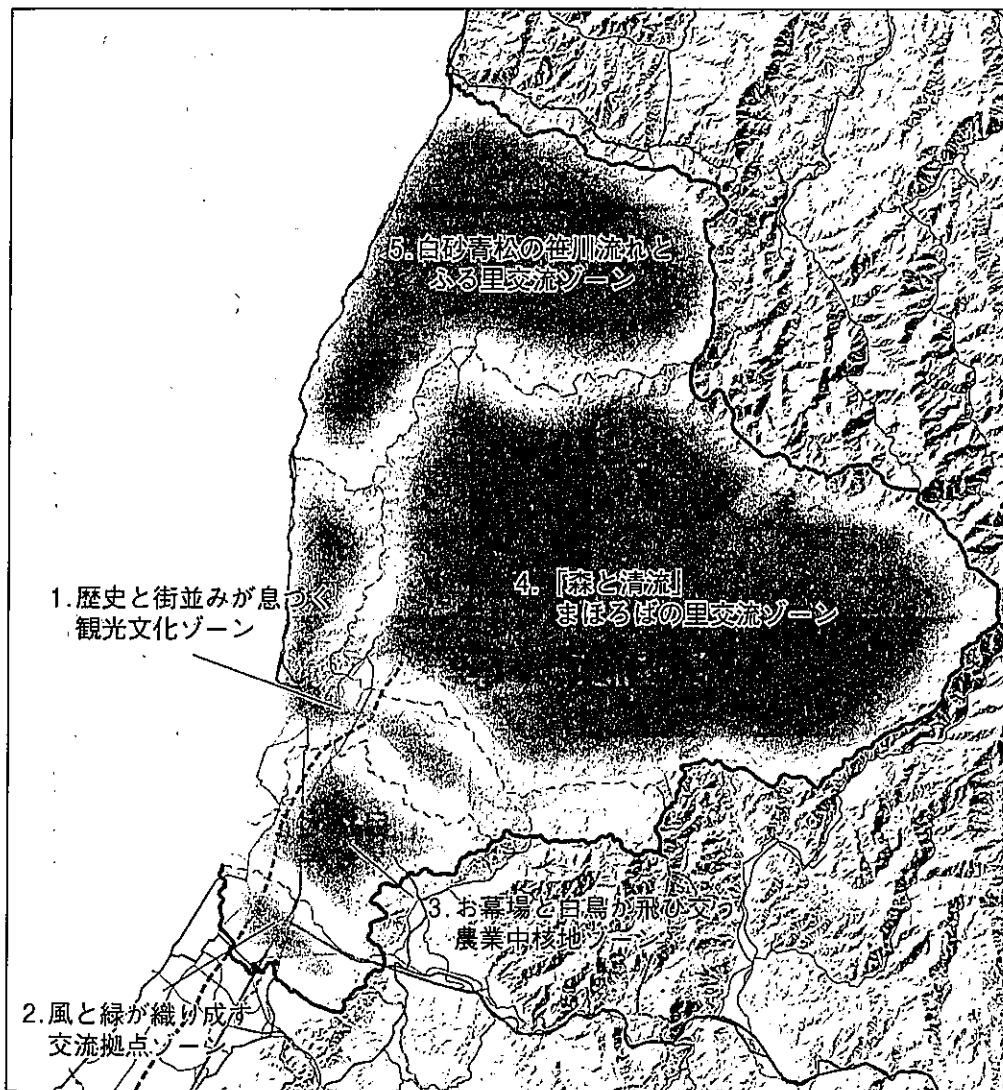 5.白砂青松の笹川流れと
ふる里交流ゾーン
4.『森と清流』
まほろばの里交流ゾーン
1.歴史と街並みが息づく
観光文化ゾーン
3.お幕場と白鳥が飛び交う
農業中核地ゾーン
2.風と緑が織り成す
交流拠点ゾーン